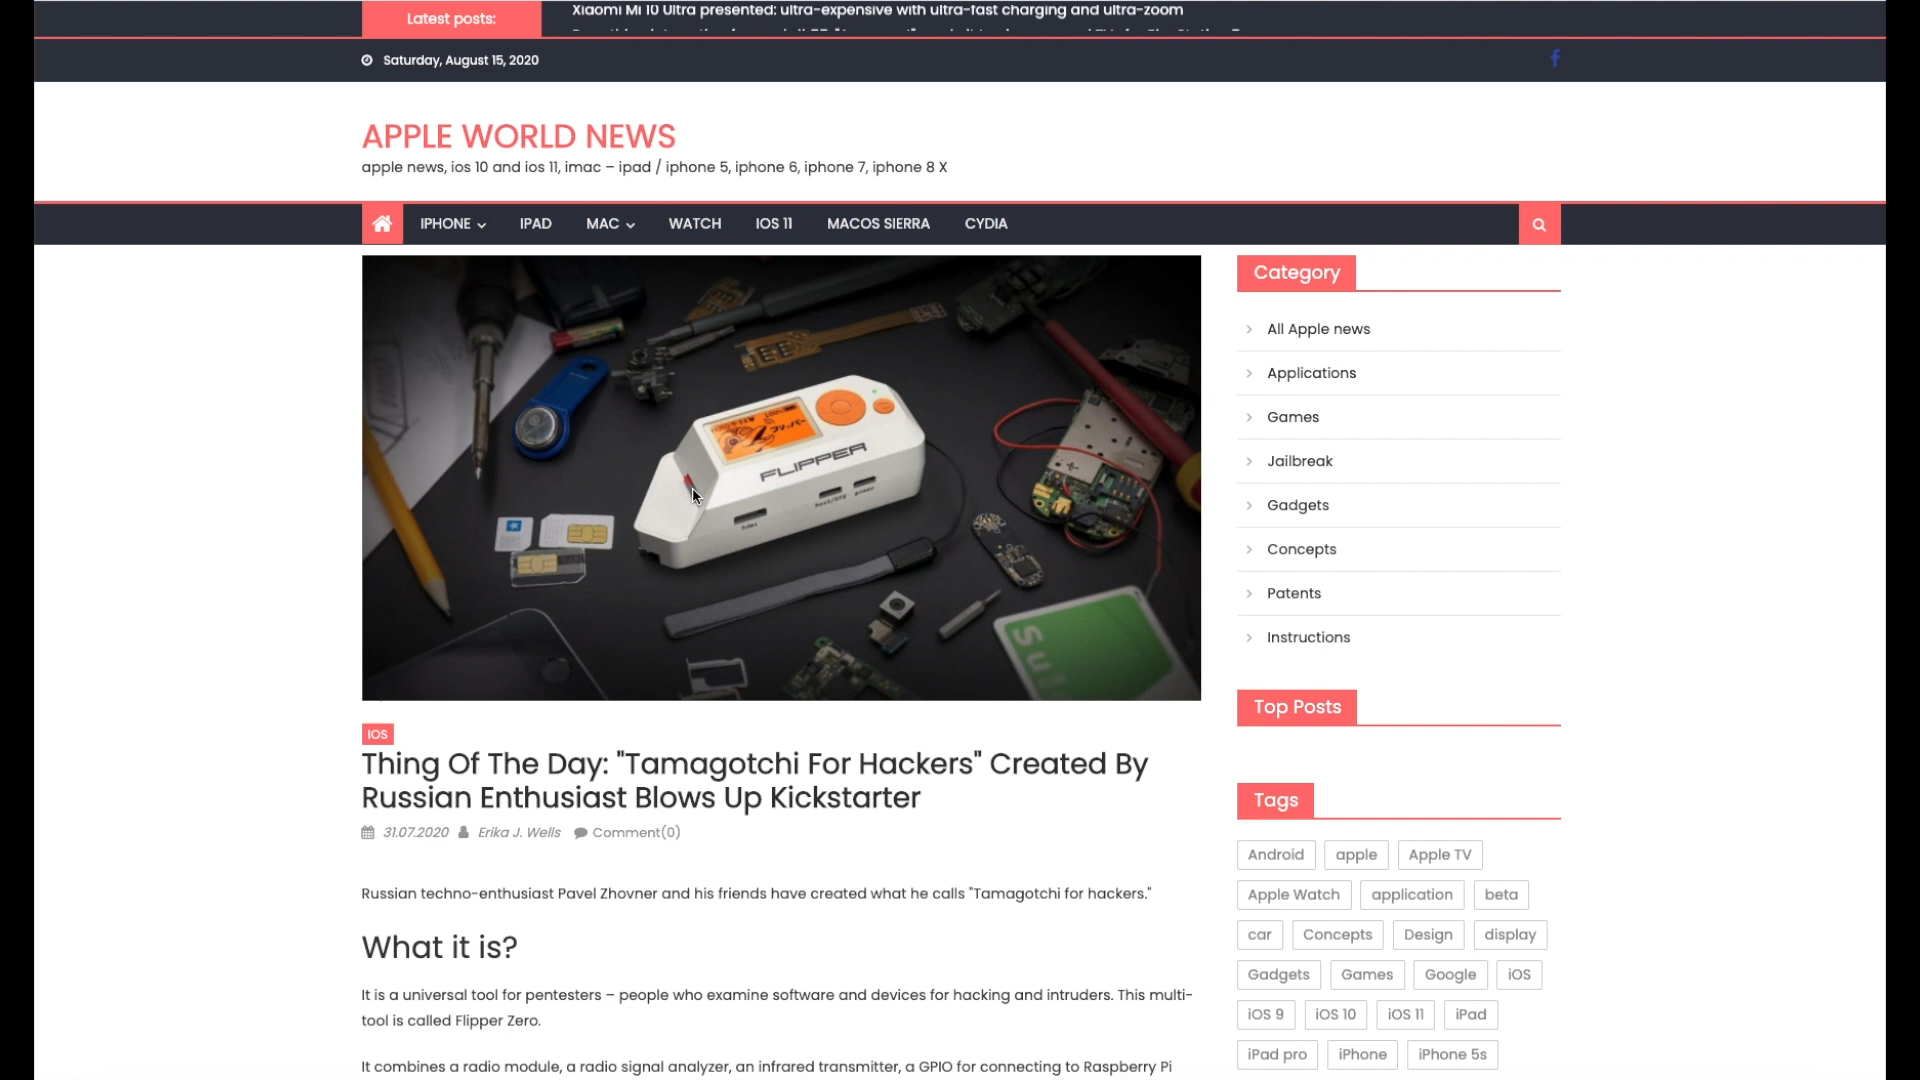 Latest posts:
Xiaomi Mi 10 Ultra presented: ultra-expensive with ultra-fast charging and ultra-zoom
Saturday, August 15, 2020
APPLE WORLD NEWS
apple news, ios 10 and ios 11, imac – ipad / iphone 5, iphone 6, iphone 7, iphone 8 X
IPHONE IPAD MAC WATCH IOS 11 MACOS SIERRA CYDIA
FLIPPER
IOS
Thing Of The Day: "Tamagotchi For Hackers" Created By
Russian Enthusiast Blows Up Kickstarter
31.07.2020 Erika J. Wells Comment(0)
Russian techno-enthusiast Pavel Zhovner and his friends have created what he calls "Tamagotchi for hackers."
What it is?
It is a universal tool for pentesters – people who examine software and devices for hacking and intruders. This multi-
tool is called Flipper Zero.
It combines a radio module, a radio signal analyzer, an infrared transmitter, a GPIO for connecting to Raspberry Pi
Category
All Apple news
Applications
Games
Jailbreak
Gadgets
Concepts
Patents
Instructions
Top Posts
Tags
Android apple Apple TV
Apple Watch application beta
car Concepts Design display
Gadgets Games Google iOS
iOS 9 iOS 10 iOS 11 iPad
iPad pro iPhone iPhone 5s